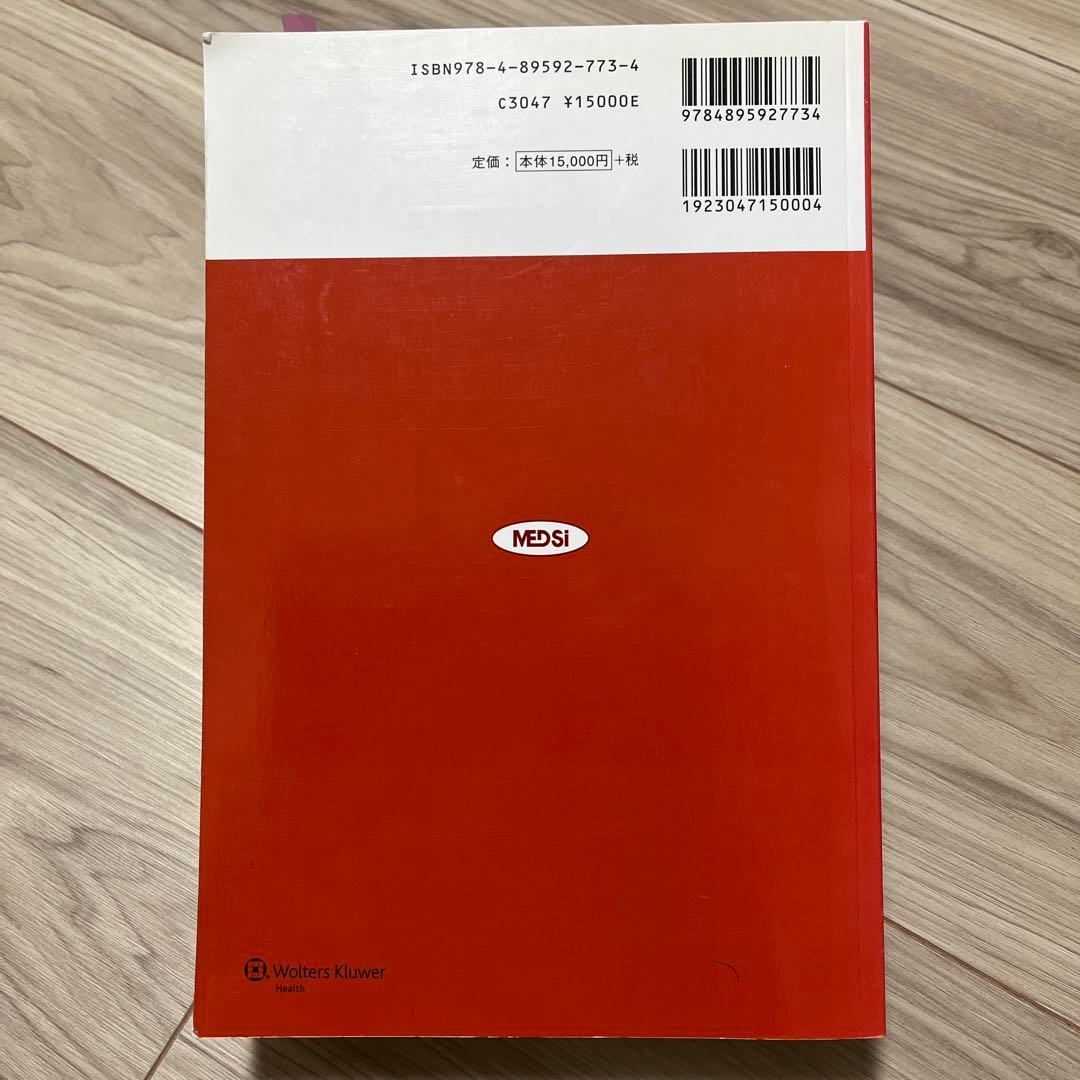 ISBN978-4-89592-773-4
C3047 ¥15000E
定価：本体15,000円+税
9784895927734
1923047150004
MEDSi
Wolters Kluwer
Health